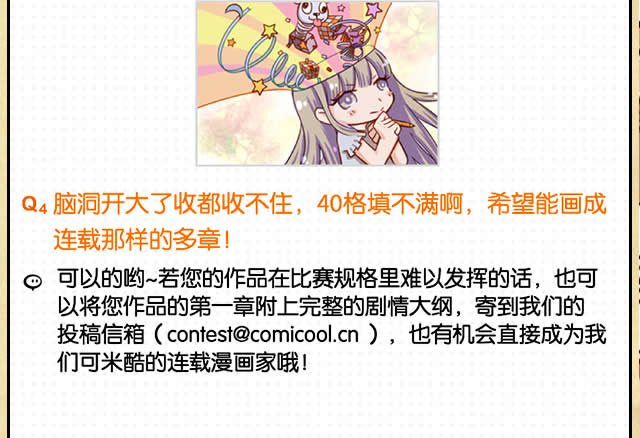 Q4 脑洞开大了收都收不住，40格填不满啊，希望能画成
连载那样的多章！
可以的哟~若您的作品在比赛规格里难以发挥的话，也可
以将您作品的第一章附上完整的剧情大纲，寄到我们的
投稿信箱（contest@comicool.cn ），也有机会直接成为我
们可米酷的连载漫画家哦！